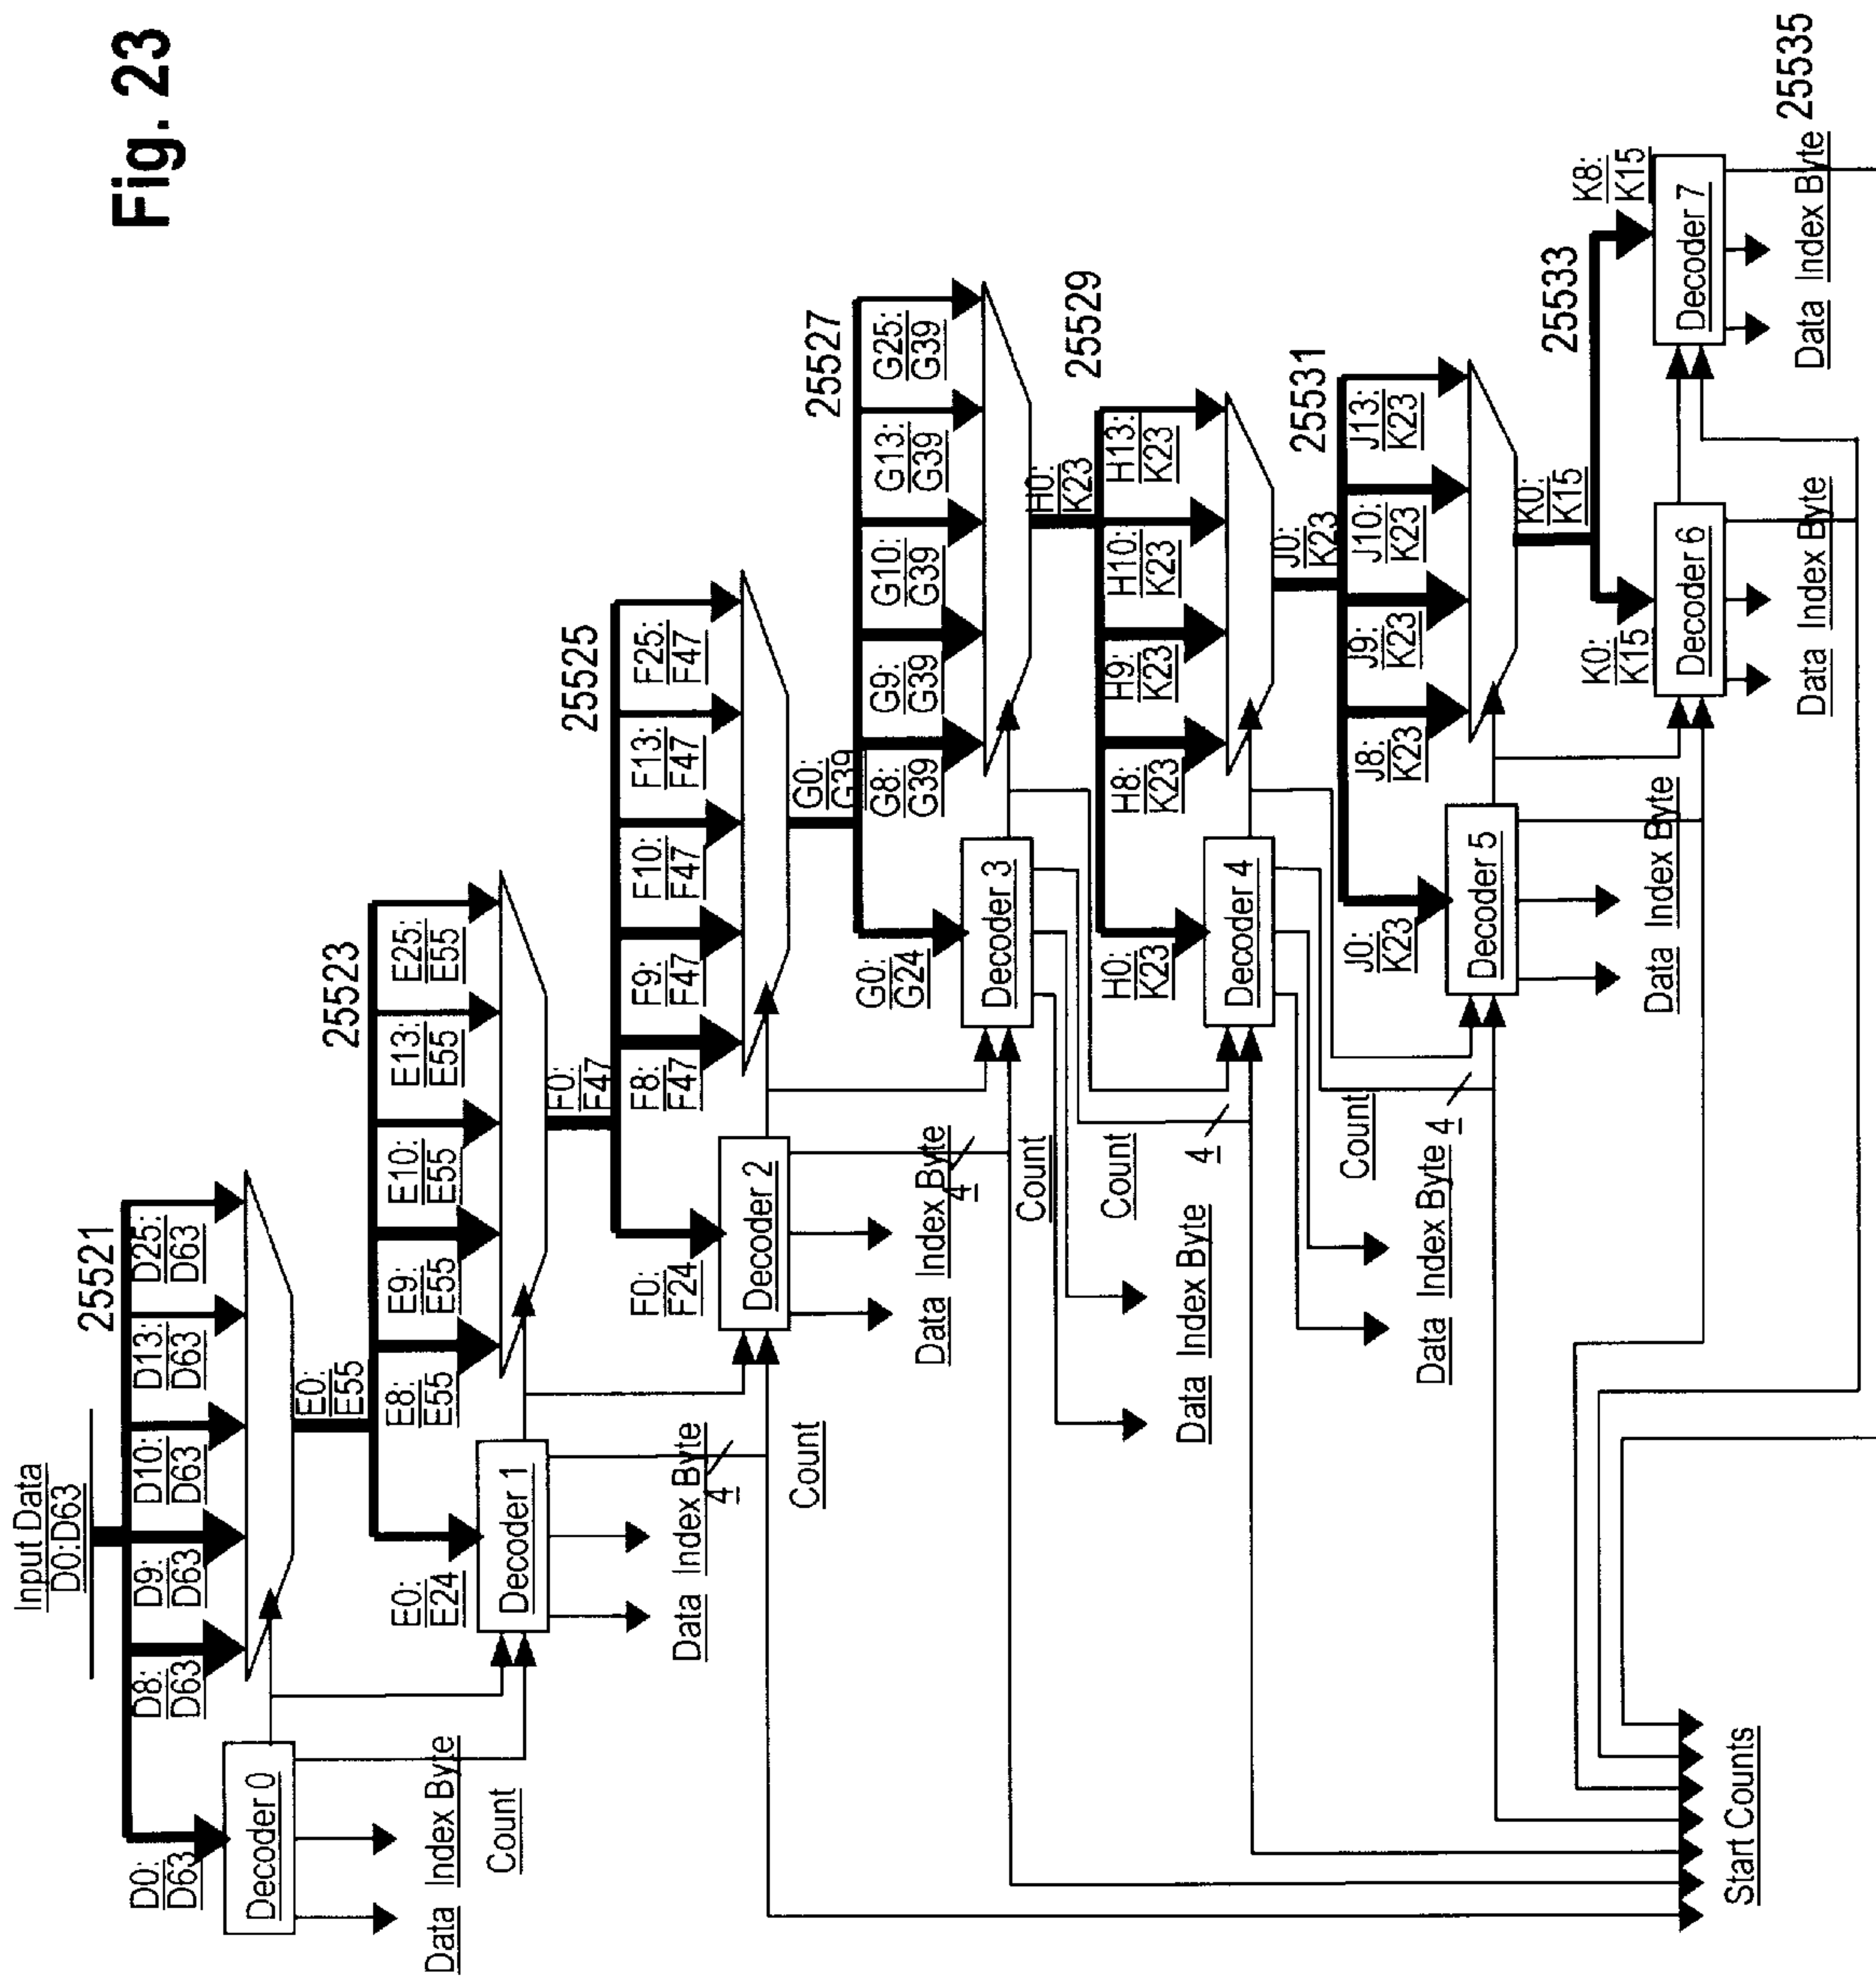 Fig. 23
Input Data
D0:D63
25521
D0:
D63
D8:
D63
D9:
D63
D10:
D63
D13:
D63
D25:
D63
Decoder 0
Data
Index Byte
Count
E0:
E55
25523
E0:
E24
E8:
E55
E9:
E55
E10:
E55
E13:
E55
E25:
E55
Decoder 1
Data
Index Byte
4
Count
F0:
F47
25525
F0:
F24
F8:
F47
F9:
F47
F10:
F47
F13:
F47
F25:
F47
Decoder 2
Data
Index Byte
4
Count
G0:
G39
25527
G0:
G24
G8:
G39
G9:
G39
G10:
G39
G13:
G39
G25:
G39
Decoder 3
Data
Index Byte
Count
4
H0:
K23
25529
H0:
K23
H8:
K23
H9:
K23
H10:
K23
H13:
K23
Decoder 4
Data
Index Byte
Count
4
J0:
K23
25531
J0:
K23
J8:
K23
J9:
K23
J10:
K23
J13:
K23
Decoder 5
Data
Index Byte
K0:
K15
25533
K0:
K15
K8:
K15
Decoder 6
Data
Index Byte
Decoder 7
Data
Index Byte
25535
Start Counts